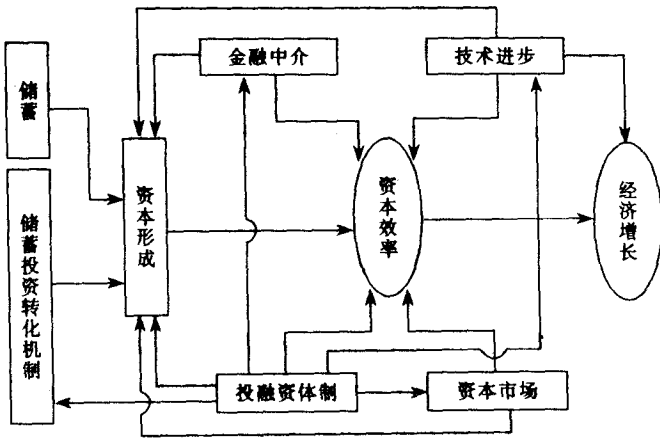 金融中介
技术进步
储蓄
资本形成
资本效率
经济增长
储蓄投资转化机制
投融资体制
资本市场